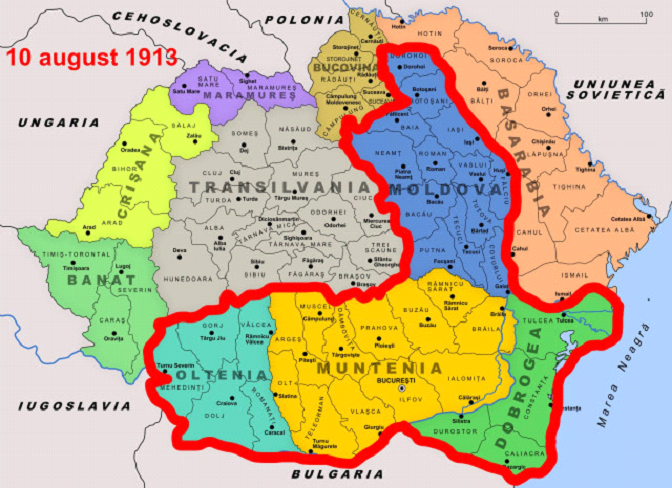 10 august 1913
CEHOSLOVACIA
POLONIA
UNIUNEA
SOVIETICĂ
UNGARIA
IUGOSLAVIA
BULGARIA
Marea Neagră
0
100
km
CERNĂUȚI
Cernăuți
Storojineț
STOROJINEȚ
BUCOVINA
RĂDĂUȚI
Rădăuți
Suceava
SUCEAVA
Câmpulung
Moldovenesc
CÂMPULUNG
Hotin
HOTIN
Soroca
SOROCA
Bălți
BĂLȚI
ORHEI
Orhei
BASARABIA
Chișinău
LĂPUȘNA
Tighina
TIGHINA
Cetatea Albă
CETATEA ALBĂ
CAHUL
Cahul
ISMAIL
Ismail
SATU
MARE
Satu Mare
Sighet
MARAMUREȘ
MARAMUREȘ
CRIȘANA
SĂLAJ
Zalău
Oradea
BIHOR
ARAD
Arad
TIMIȘ-TORONTAL
Timișoara
Lugoj
BANAT
SEVERIN
CARAȘ
Oravița
TRANSILVANIA
SOMEȘ
Dej
NĂSĂUD
Bistrița
CLUJ
Cluj
MUREȘ
TURDA
Turda
Târgu Mureș
CIUC
Miercurea
Ciuc
ALBA
Alba
Iulia
Diciosânmartin
TÂRNAVA MICĂ
ODORHEI
Odorhei
Sighișoara
TÂRNAVA MARE
TREI
SCAUNE
Sfântu
Gheorghe
Deva
HUNEDOARA
Sibiu
SIBIU
Făgăraș
FĂGĂRAȘ
BRAȘOV
Brașov
MOLDOVA
DOROHOI
Dorohoi
Botoșani
BOTOȘANI
Fălticeni
BAIA
IAȘI
Iași
NEAMȚ
Piatra
Neamț
ROMAN
Roman
VASLUI
Vaslui
Huși
FĂLCIU
BACĂU
Bacău
TUTOVA
Bârlad
TECUCI
Tecuci
COVURLUI
PUTNA
Focșani
OLTENIA
GORJ
Târgu Jiu
VÂLCEA
Râmnicu
Vâlcea
Turnu Severin
MEHEDINȚI
Craiova
DOLJ
ROMANAȚI
Caracal
MUNTENIA
MUSCEL
Câmpulung
ARGEȘ
Pitești
DÂMBOVIȚA
Târgoviște
PRAHOVA
Ploiești
BUZĂU
Buzău
RÂMNICU
SĂRAT
Râmnicu
Sărat
BRĂILA
OLT
Slatina
TELEORMAN
Turnu
Măgurele
VLAȘCA
Giurgiu
BUCUREȘTI
ILFOV
IALOMIȚA
Călărași
DOBROGEA
TULCEA
Tulcea
CONSTANȚA
Silistra
DUROSTOR
CALIACRA
Bazargic